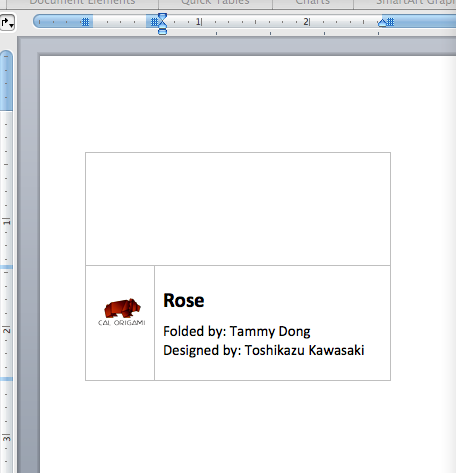 Document Elements Quick Tables Charts SmartArt Grap
1 2
1
2
3
CAL ORIGAMI
Rose
Folded by: Tammy Dong
Designed by: Toshikazu Kawasaki